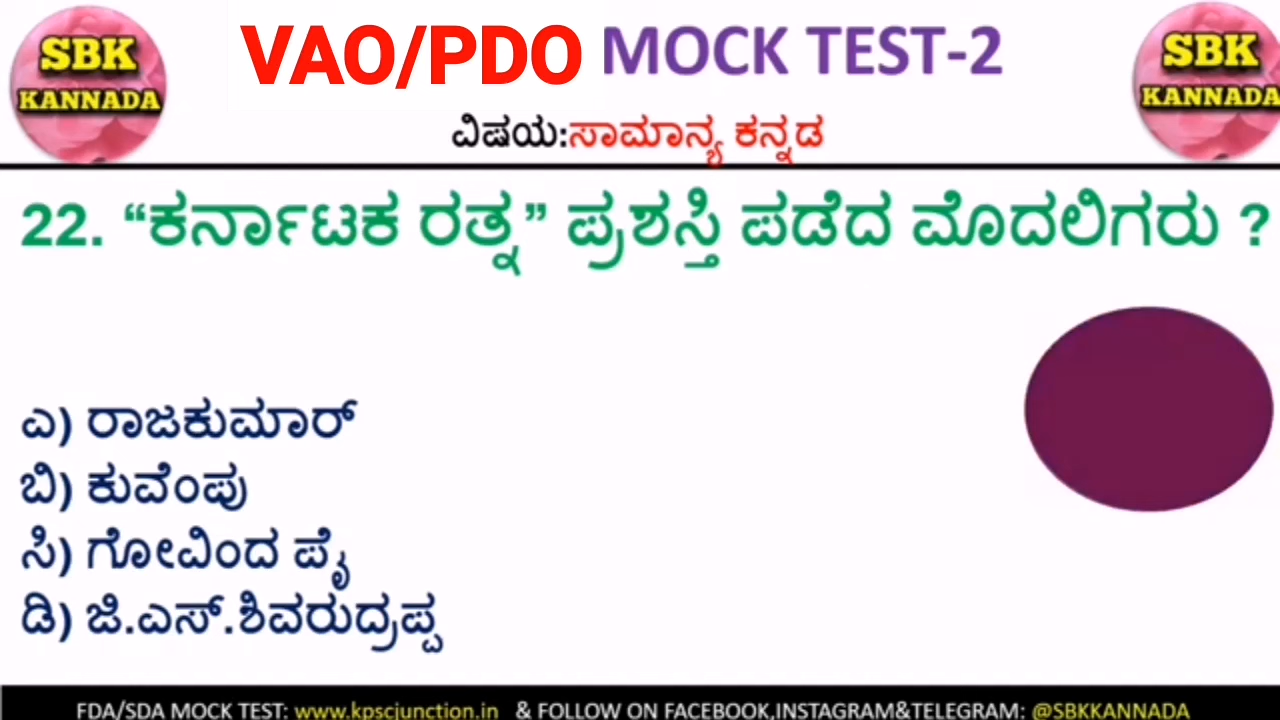 SBK
KANNADA
VAO/PDO MOCK TEST-2
SBK
KANNADA
ವಿಷಯ:ಸಾಮಾನ್ಯ ಕನ್ನಡ
22. “ಕರ್ನಾಟಕ ರತ್ನ” ಪ್ರಶಸ್ತಿ ಪಡೆದ ಮೊದಲಿಗರು ?
ಎ) ರಾಜಕುಮಾರ್
ಬಿ) ಕುವೆಂಪು
ಸಿ) ಗೋವಿಂದ ಪೈ
ಡಿ) ಜಿ.ಎಸ್.ಶಿವರುದ್ರಪ್ಪ
FDA/SDA MOCK TEST: www.kpscjunction.in & FOLLOW ON FACEBOOK,INSTAGRAM&TELEGRAM: @SBKKANNADA